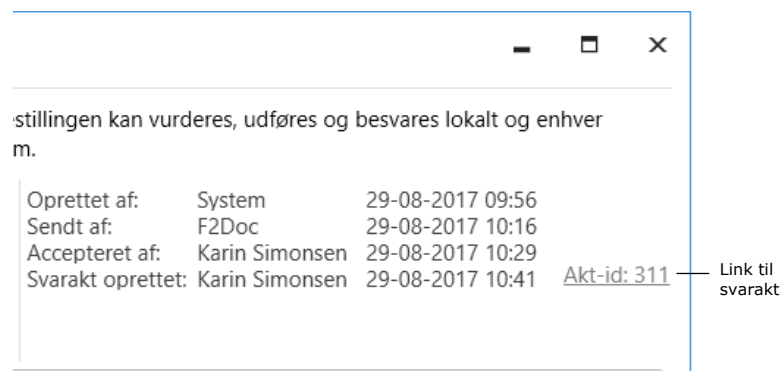 stillingen kan vurderes, udføres og besvares lokalt og enhver
m.
Oprettet af: System 29-08-2017 09:56
Sendt af: F2Doc 29-08-2017 10:16
Accepteret af: Karin Simonsen 29-08-2017 10:29
Svarakt oprettet: Karin Simonsen 29-08-2017 10:41 Akt-id: 311
Link til
svarakt